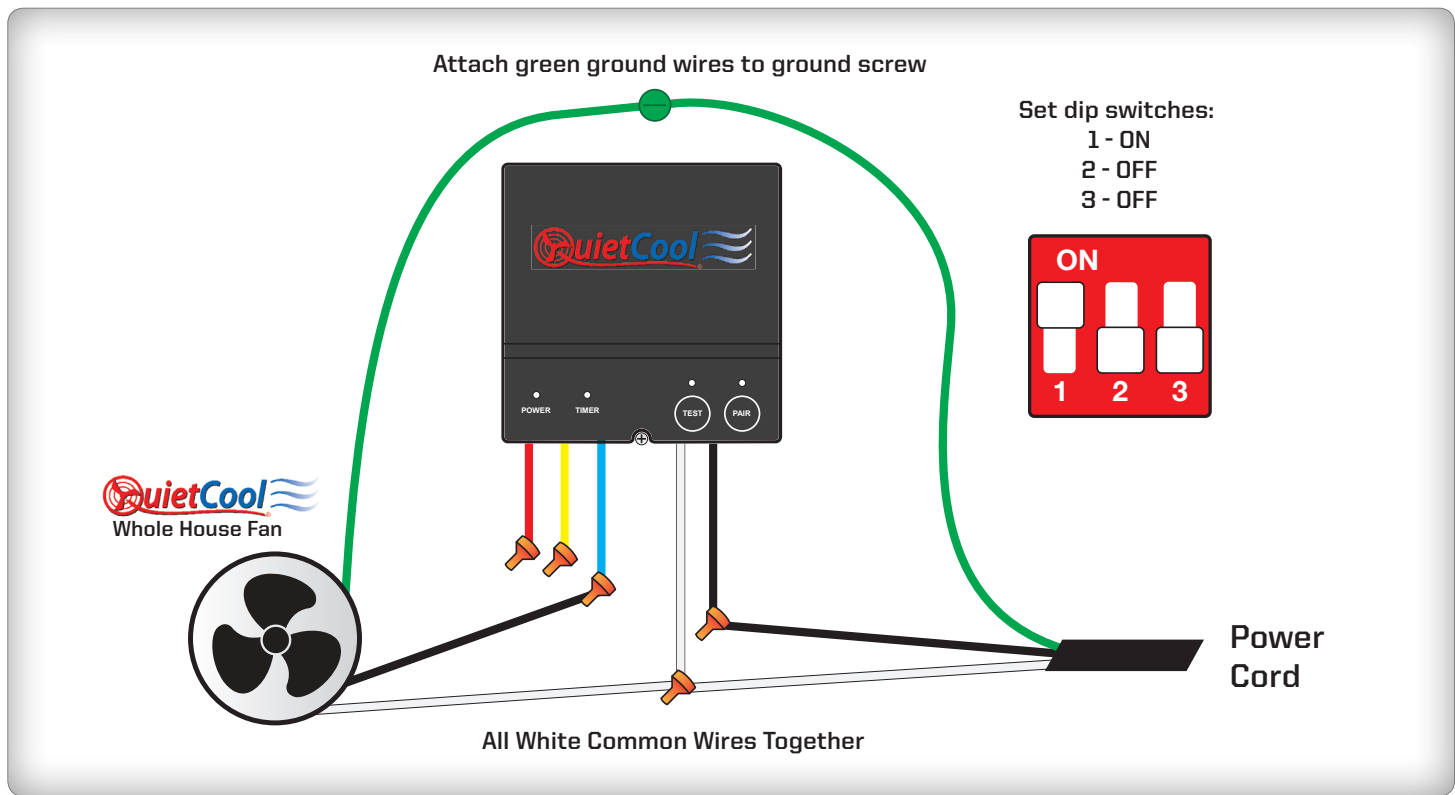 Attach green ground wires to ground screw
Set dip switches:
1 - ON
2 - OFF
3 - OFF
QuietCool
ON
1 2 3
POWER TIMER TEST PAIR
QuietCool
Whole House Fan
Power
Cord
All White Common Wires Together